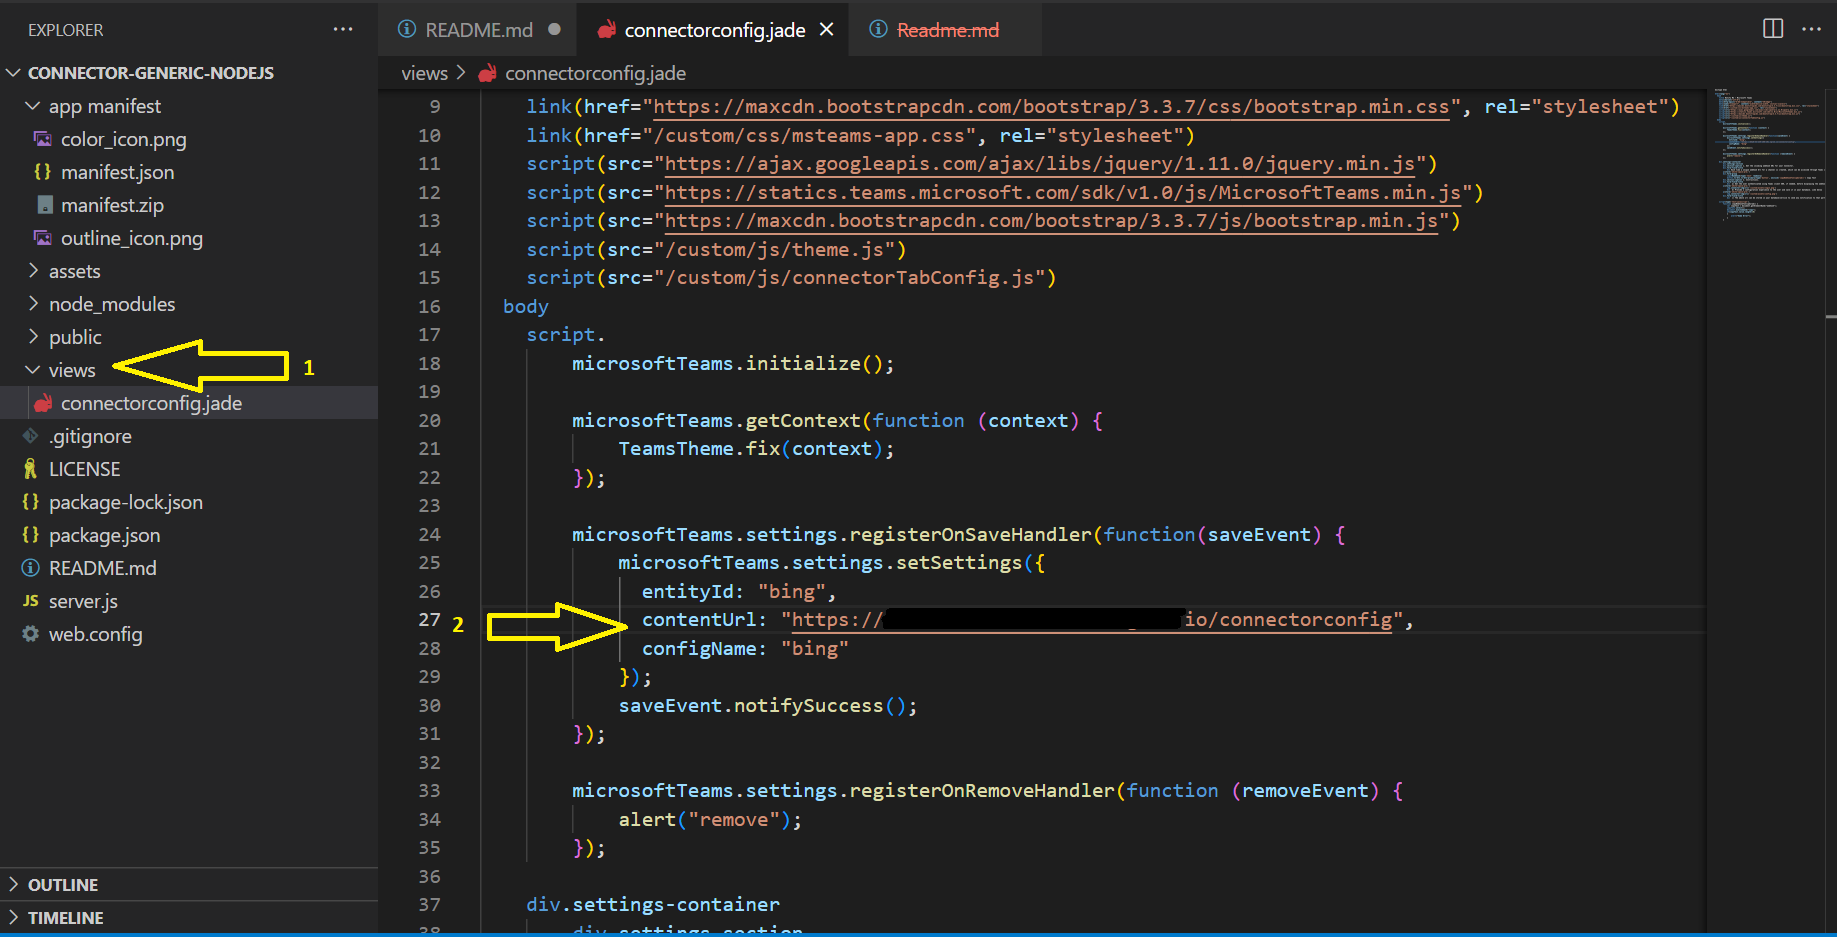 EXPLORER
CONNECTOR-GENERIC-NODEJS
app manifest
color_icon.png
manifest.json
manifest.zip
outline_icon.png
assets
node_modules
public
views
1
connectorconfig.jade
.gitignore
LICENSE
package-lock.json
package.json
README.md
JS server.js
web.config
OUTLINE
TIMELINE
README.md
connectorconfig.jade
Readme.md
views > connectorconfig.jade
9 link(href="https://maxcdn.bootstrapcdn.com/bootstrap/3.3.7/css/bootstrap.min.css", rel="stylesheet")
10 link(href="/custom/css/msteams-app.css", rel="stylesheet")
11 script(src="https://ajax.googleapis.com/ajax/libs/jquery/1.11.0/jquery.min.js")
12 script(src="https://statics.teams.microsoft.com/sdk/v1.0/js/MicrosoftTeams.min.js")
13 script(src="https://maxcdn.bootstrapcdn.com/bootstrap/3.3.7/js/bootstrap.min.js")
14 script(src="/custom/js/theme.js")
15 script(src="/custom/js/connectorTabConfig.js")
16 body
17 script.
18 microsoftTeams.initialize();
19
20 microsoftTeams.getContext(function (context) {
21 TeamsTheme.fix(context);
22 });
23
24 microsoftTeams.settings.registerOnSaveHandler(function(saveEvent) {
25 microsoftTeams.settings.setSettings({
26 entityId: "bing",
27 2 contentUrl: "https:// io/connectorconfig",
28 configName: "bing"
29 });
30 saveEvent.notifySuccess();
31 });
32
33 microsoftTeams.settings.registerOnRemoveHandler(function (removeEvent) {
34 alert("remove");
35 });
36
37 div.settings-container
38 div.settings-section